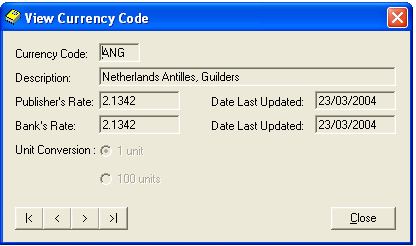 View Currency Code
Currency Code: ANG
Description: Netherlands Antilles, Guilders
Publisher's Rate: 2.1342 Date Last Updated: 23/03/2004
Bank's Rate: 2.1342 Date Last Updated: 23/03/2004
Unit Conversion : 1 unit
100 units
|< < > >| Close